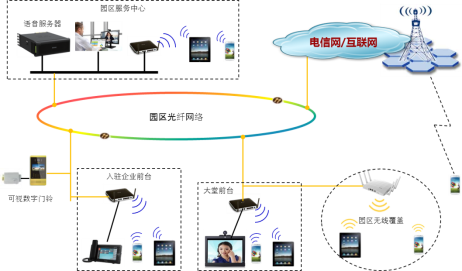 园区服务中心
语音服务器
电信网/互联网
园区光纤网络
入驻企业前台
大堂前台
可视数字门铃
园区无线覆盖